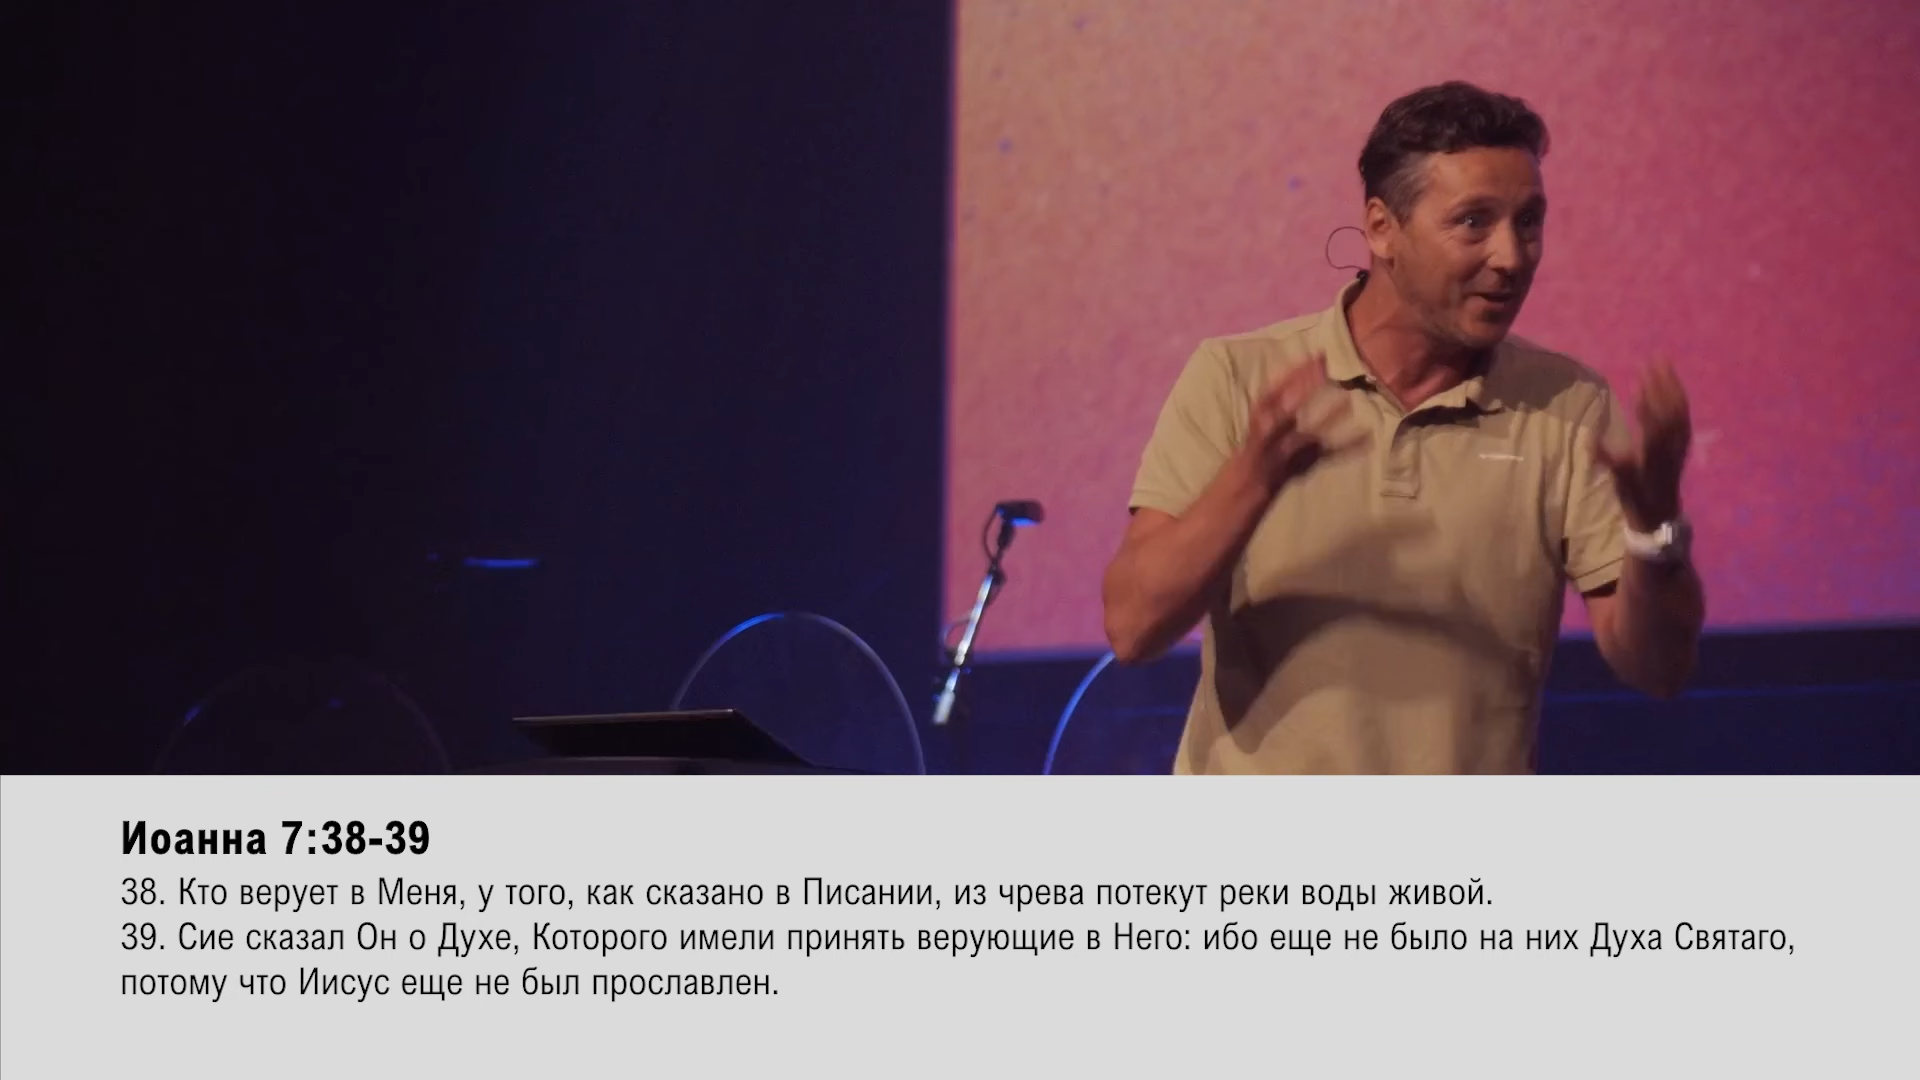 Иоанна 7:38-39
38. Кто верует в Меня, у того, как сказано в Писании, из чрева потекут реки воды живой.
39. Сие сказал Он о Духе, Которого имели принять верующие в Него: ибо еще не было на них Духа Святаго,
потому что Иисус еще не был прославлен.